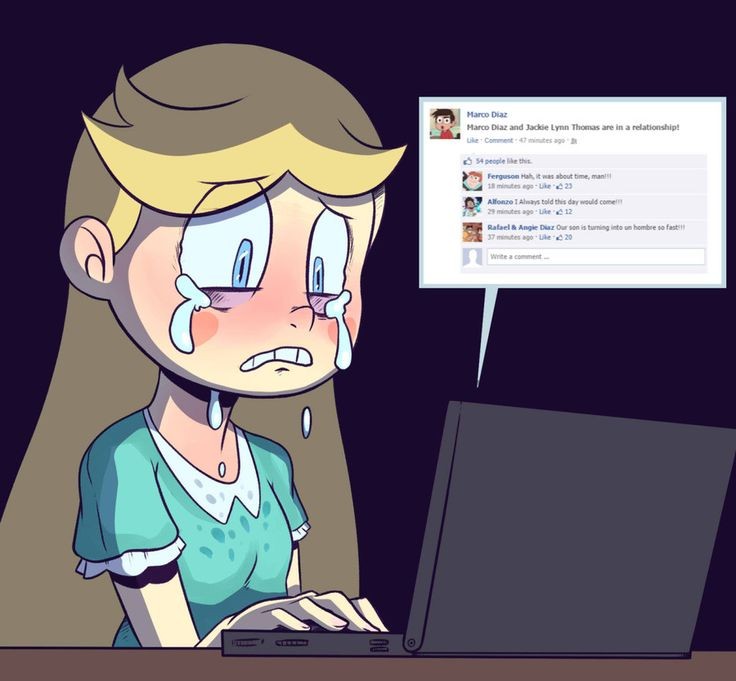 Marco Diaz
Marco Diaz and Jackie Lynn Thomas are in a relationship!
Like · Comment · 47 minutes ago ·
54 people like this.
Ferguson Hah, it was about time, man!!!
18 minutes ago · Like · 23
Alfonzo I Always told this day would come!!!
29 minutes ago · Like · 12
Rafael & Angie Diaz Our son is turning into un hombre so fast!!!
37 minutes ago · Like · 20
Write a comment ...